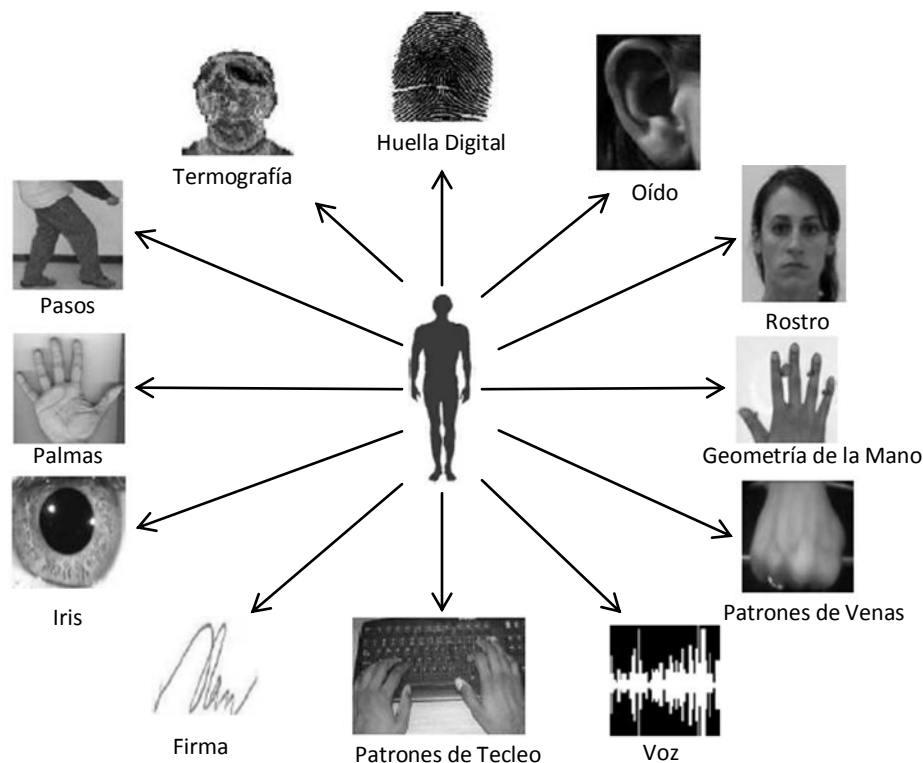 Huella Digital
Termografía
Oído
Pasos
Rostro
Palmas
Geometría de la Mano
Iris
Patrones de Venas
Firma
Patrones de Tecleo
Voz